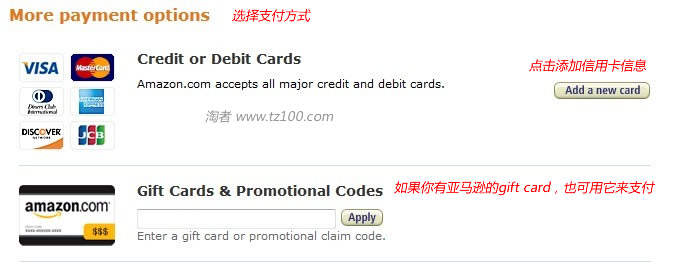 More payment options 选择支付方式
VISA MasterCard
Credit or Debit Cards
点击添加信用卡信息
Amazon.com accepts all major credit and debit cards.
Add a new card
Diners Club International
AMERICAN EXPRESS
淘者 www.tz100.com
DISCOVER NETWORK JCB
Gift Cards & Promotional Codes 如果你有亚马逊的gift card，也可用它来支付
amazon.com
Apply
$$$
Enter a gift card or promotional claim code.